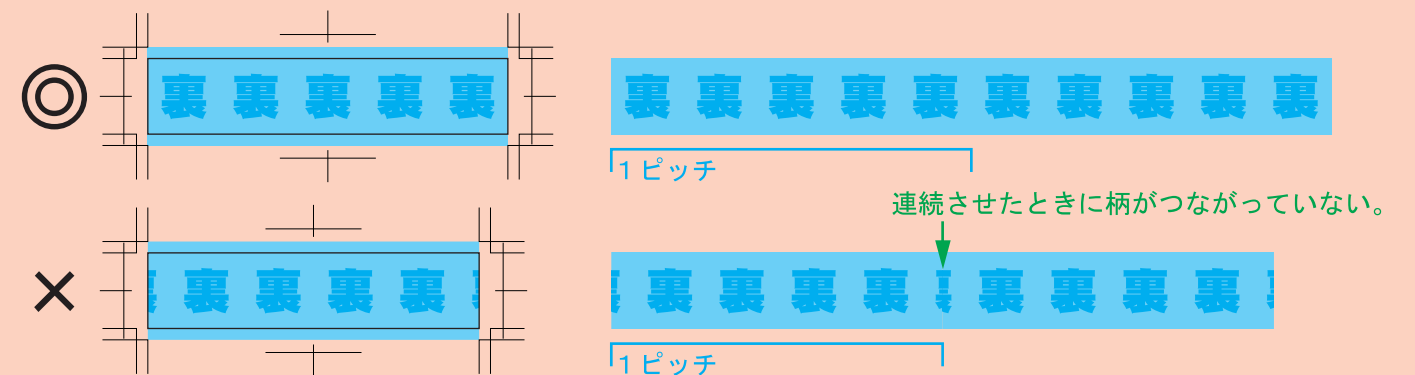 裏 裏 裏 裏 裏
裏 裏 裏 裏 裏 裏 裏 裏 裏 裏
1ピッチ
連続させたときに柄がつながっていない。
裏 裏 裏 裏 裏
裏 裏 裏 裏 裏 裏 裏 裏
1ピッチ